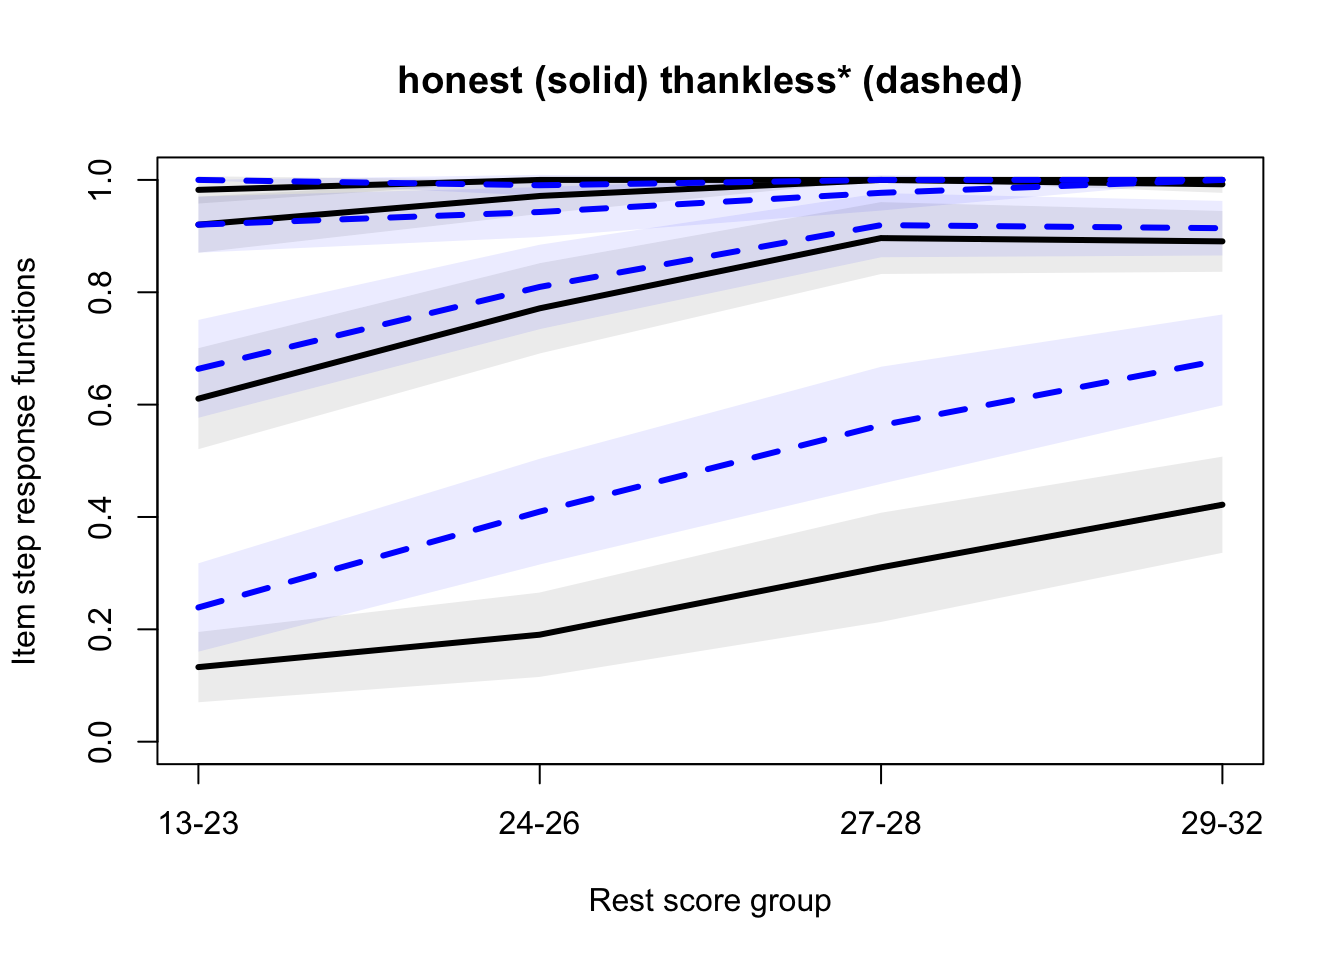 honest (solid) thankless* (dashed)
Item step response functions
1.0
0.8
0.6
0.4
0.2
0.0
13-23 24-26 27-28 29-32
Rest score group